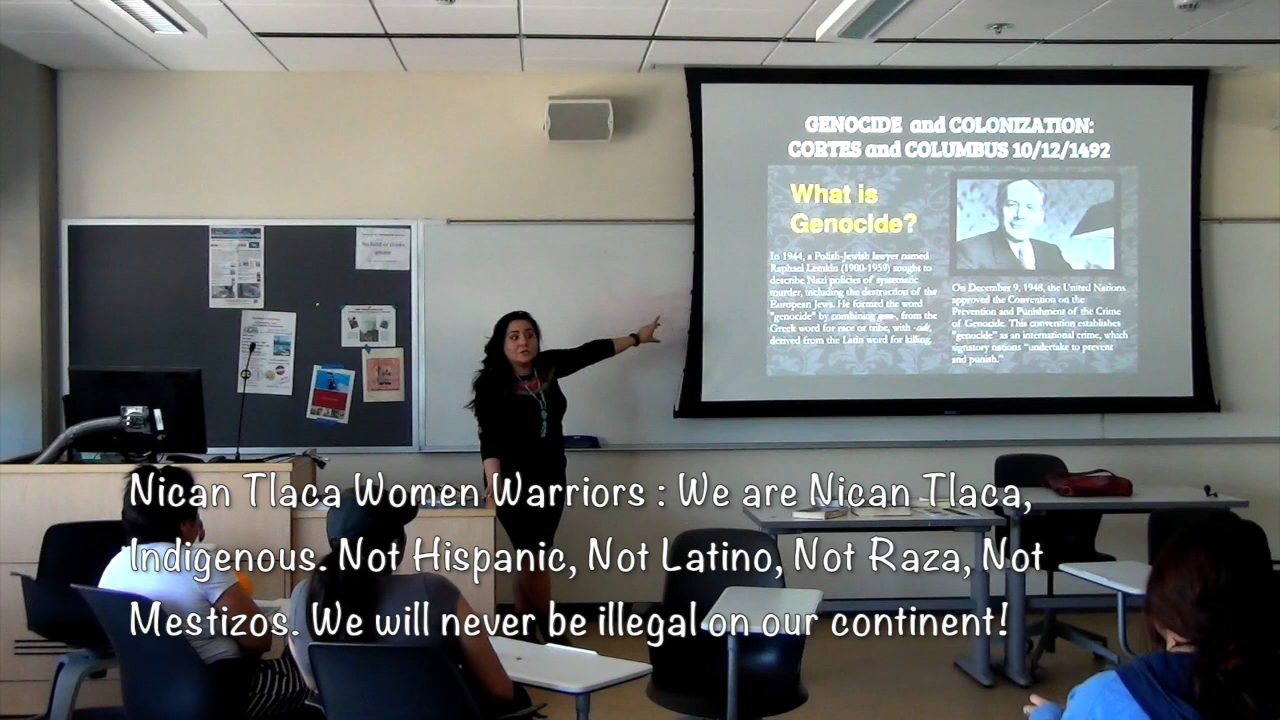 GENOCIDE and COLONIZATION:
CORTES and COLUMBUS 10/12/1492
What is
Genocide?
In 1944, a Polish-Jewish lawyer named
Raphael Lemkin (1900-1959) sought to
describe Nazi policies of systematic
murder, including the destruction of the
European Jews. He formed the word
"genocide" by combining geno-, from the
Greek word for race or tribe, with -cide,
derived from the Latin word for killing.
On December 9, 1948, the United Nations
approved the Convention on the
Prevention and Punishment of the Crime
of Genocide. This convention establishes
"genocide" as an international crime, which
signatory nations "undertake to prevent
and punish."
Nican Tlaca Women Warriors : We are Nican Tlaca,
Indigenous. Not Hispanic, Not Latino, Not Raza, Not
Mestizos. We will never be illegal on our continent!